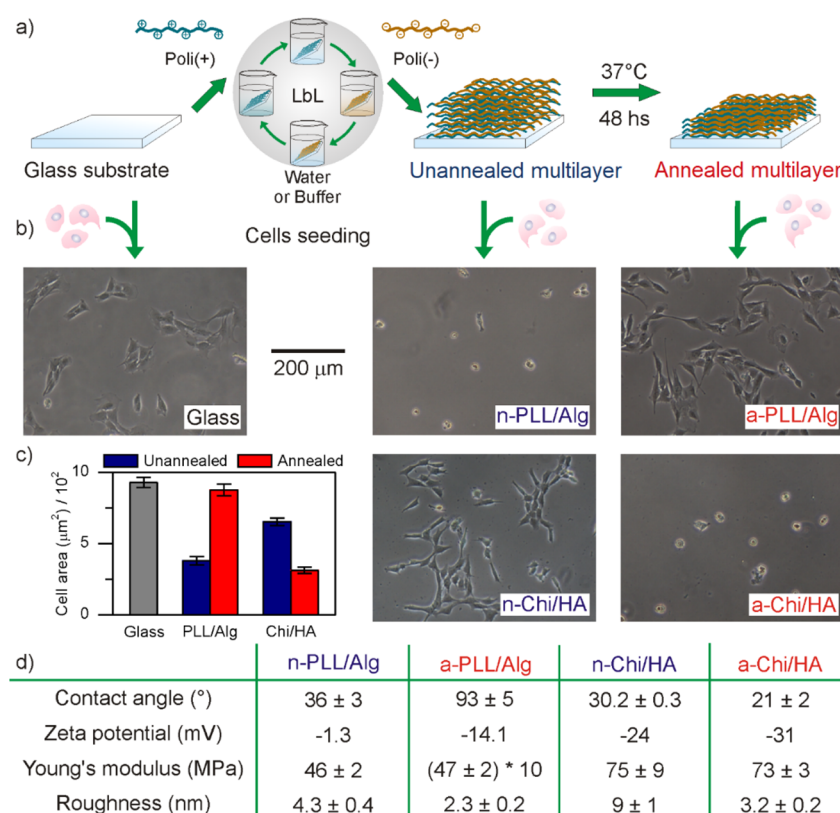 a)
Poli(+)
LbL
Poli(-)
37°C
48 hs
Glass substrate
Water
or Buffer
Unannealed multilayer
Annealed multilayer
b)
Cells seeding
200 μm
Glass
n-PLL/Alg
a-PLL/Alg
c)
Unannealed
Annealed
Cell area (μm²) / 10²
10
5
0
Glass
PLL/Alg
Chi/HA
n-Chi/HA
a-Chi/HA
d)
n-PLL/Alg a-PLL/Alg n-Chi/HA a-Chi/HA
Contact angle (°) 36 ± 3 93 ± 5 30.2 ± 0.3 21 ± 2
Zeta potential (mV) -1.3 -14.1 -24 -31
Young's modulus (MPa) 46 ± 2 (47 ± 2) * 10 75 ± 9 73 ± 3
Roughness (nm) 4.3 ± 0.4 2.3 ± 0.2 9 ± 1 3.2 ± 0.2